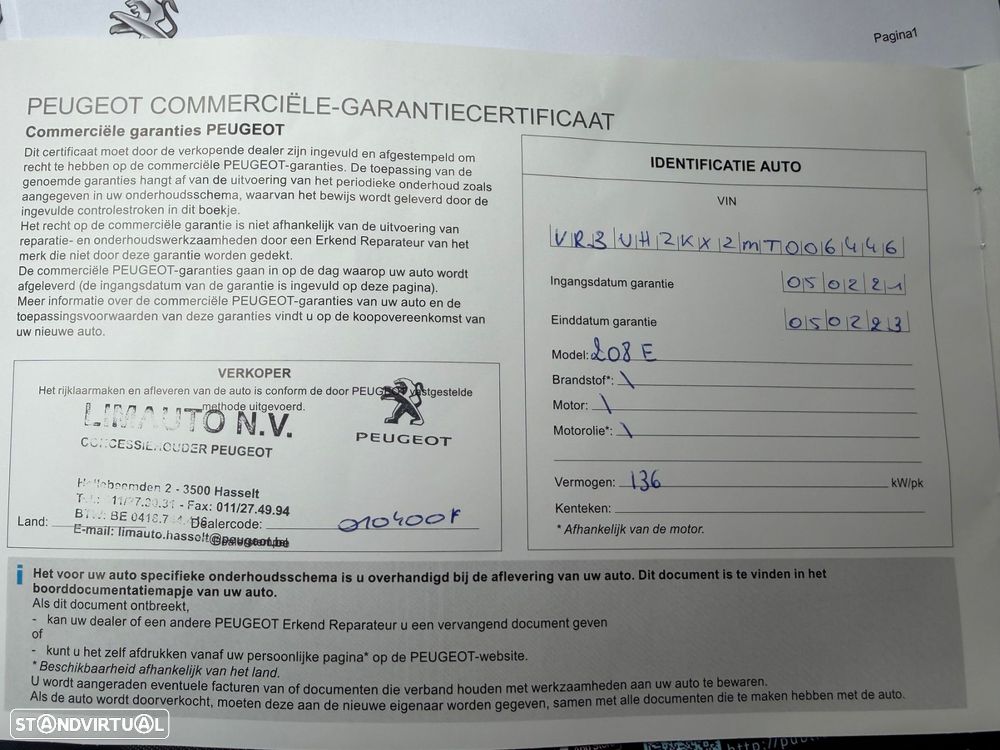 Pagina1
PEUGEOT COMMERCIËLE-GARANTIECERTIFICAAT
Commerciële garanties PEUGEOT
Dit certificaat moet door de verkopende dealer zijn ingevuld en afgestempeld om
recht te hebben op de commerciële PEUGEOT-garanties. De toepassing van de
genoemde garanties hangt af van de uitvoering van het periodieke onderhoud zoals
aangegeven in uw onderhoudsschema, waarvan het bewijs wordt geleverd door de
ingevulde controlestroken in dit boekje.
Het recht op de commerciële garantie is niet afhankelijk van de uitvoering van
reparatie- en onderhoudswerkzaamheden door een Erkend Reparateur van het
merk die niet door deze garantie worden gedekt.
De commerciële PEUGEOT-garanties gaan in op de dag waarop uw auto wordt
afgeleverd (de ingangsdatum van de garantie is ingevuld op deze pagina).
Meer informatie over de commerciële PEUGEOT-garanties van uw auto en de
toepassingsvoorwaarden van deze garanties vindt u op de koopovereenkomst van
uw nieuwe auto.
VERKOPER
Het rijklaarmaken en afleveren van de auto is conform de door PEUGEOT vastgestelde
methode uitgevoerd.
LIMAUTO N.V.
CONCESSIEHOUDER PEUGEOT
PEUGEOT
2 - 3500 Hasselt
- Fax: 011/27.49.94
BE
Land: Dealercode: 010400F
E-mail: limauto.hasselt@peugeot.be
IDENTIFICATIE AUTO
VIN
VR3UH2KX2MT006446
Ingangsdatum garantie 050221
Einddatum garantie 050223
Model: 208 E
Brandstof*: \
Motor: \
Motorolie*: \
Vermogen: 136 kW/pk
Kenteken:
* Afhankelijk van de motor.
i Het voor uw auto specifieke onderhoudsschema is u overhandigd bij de aflevering van uw auto. Dit document is te vinden in het
boorddocumentatiemapje van uw auto.
Als dit document ontbreekt,
- kan uw dealer of een andere PEUGEOT Erkend Reparateur u een vervangend document geven
of
- kunt u het zelf afdrukken vanaf uw persoonlijke pagina* op de PEUGEOT-website.
* Beschikbaarheid afhankelijk van het land.
U wordt aangeraden eventuele facturen van of documenten die verband houden met werkzaamheden aan uw auto te bewaren.
Als de auto wordt doorverkocht, moeten deze aan de nieuwe eigenaar worden gegeven, samen met alle documenten die te maken hebben met de auto.
STANDVIRTUAL